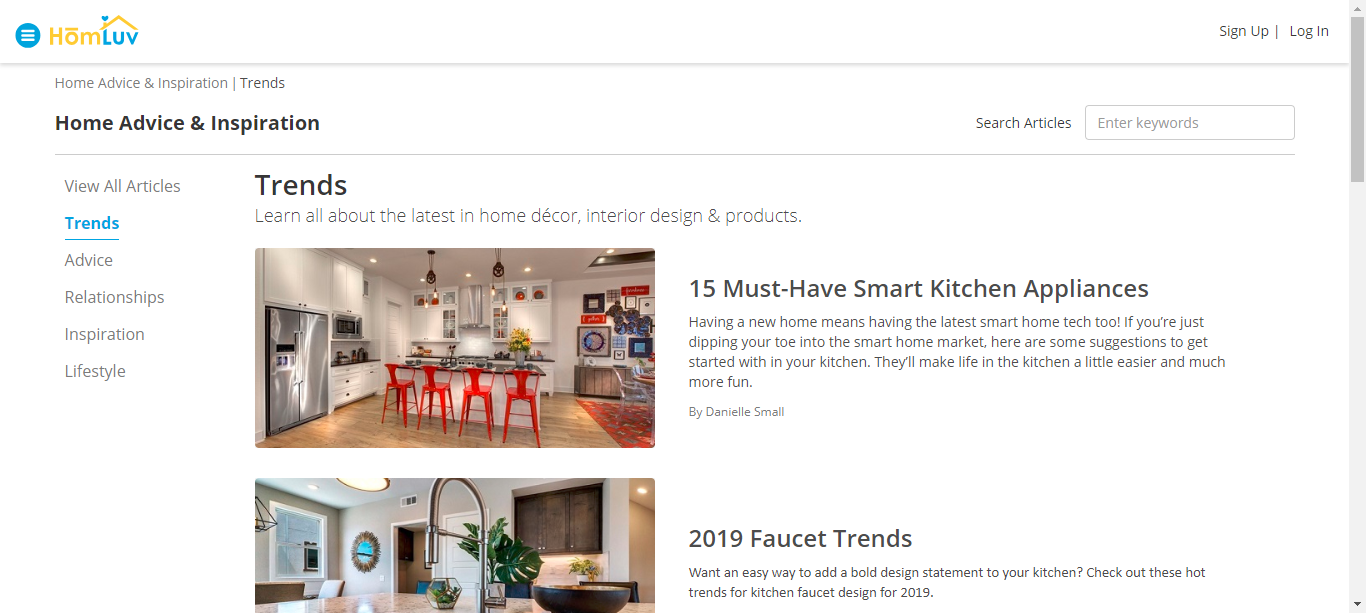 HōmLuv
Sign Up | Log In
Home Advice & Inspiration | Trends
Home Advice & Inspiration
Search Articles
Enter keywords
View All Articles
Trends
Advice
Relationships
Inspiration
Lifestyle
Trends
Learn all about the latest in home décor, interior design & products.
15 Must-Have Smart Kitchen Appliances
Having a new home means having the latest smart home tech too! If you’re just
dipping your toe into the smart home market, here are some suggestions to get
started with in your kitchen. They’ll make life in the kitchen a little easier and much
more fun.
By Danielle Small
2019 Faucet Trends
Want an easy way to add a bold design statement to your kitchen? Check out these hot
trends for kitchen faucet design for 2019.